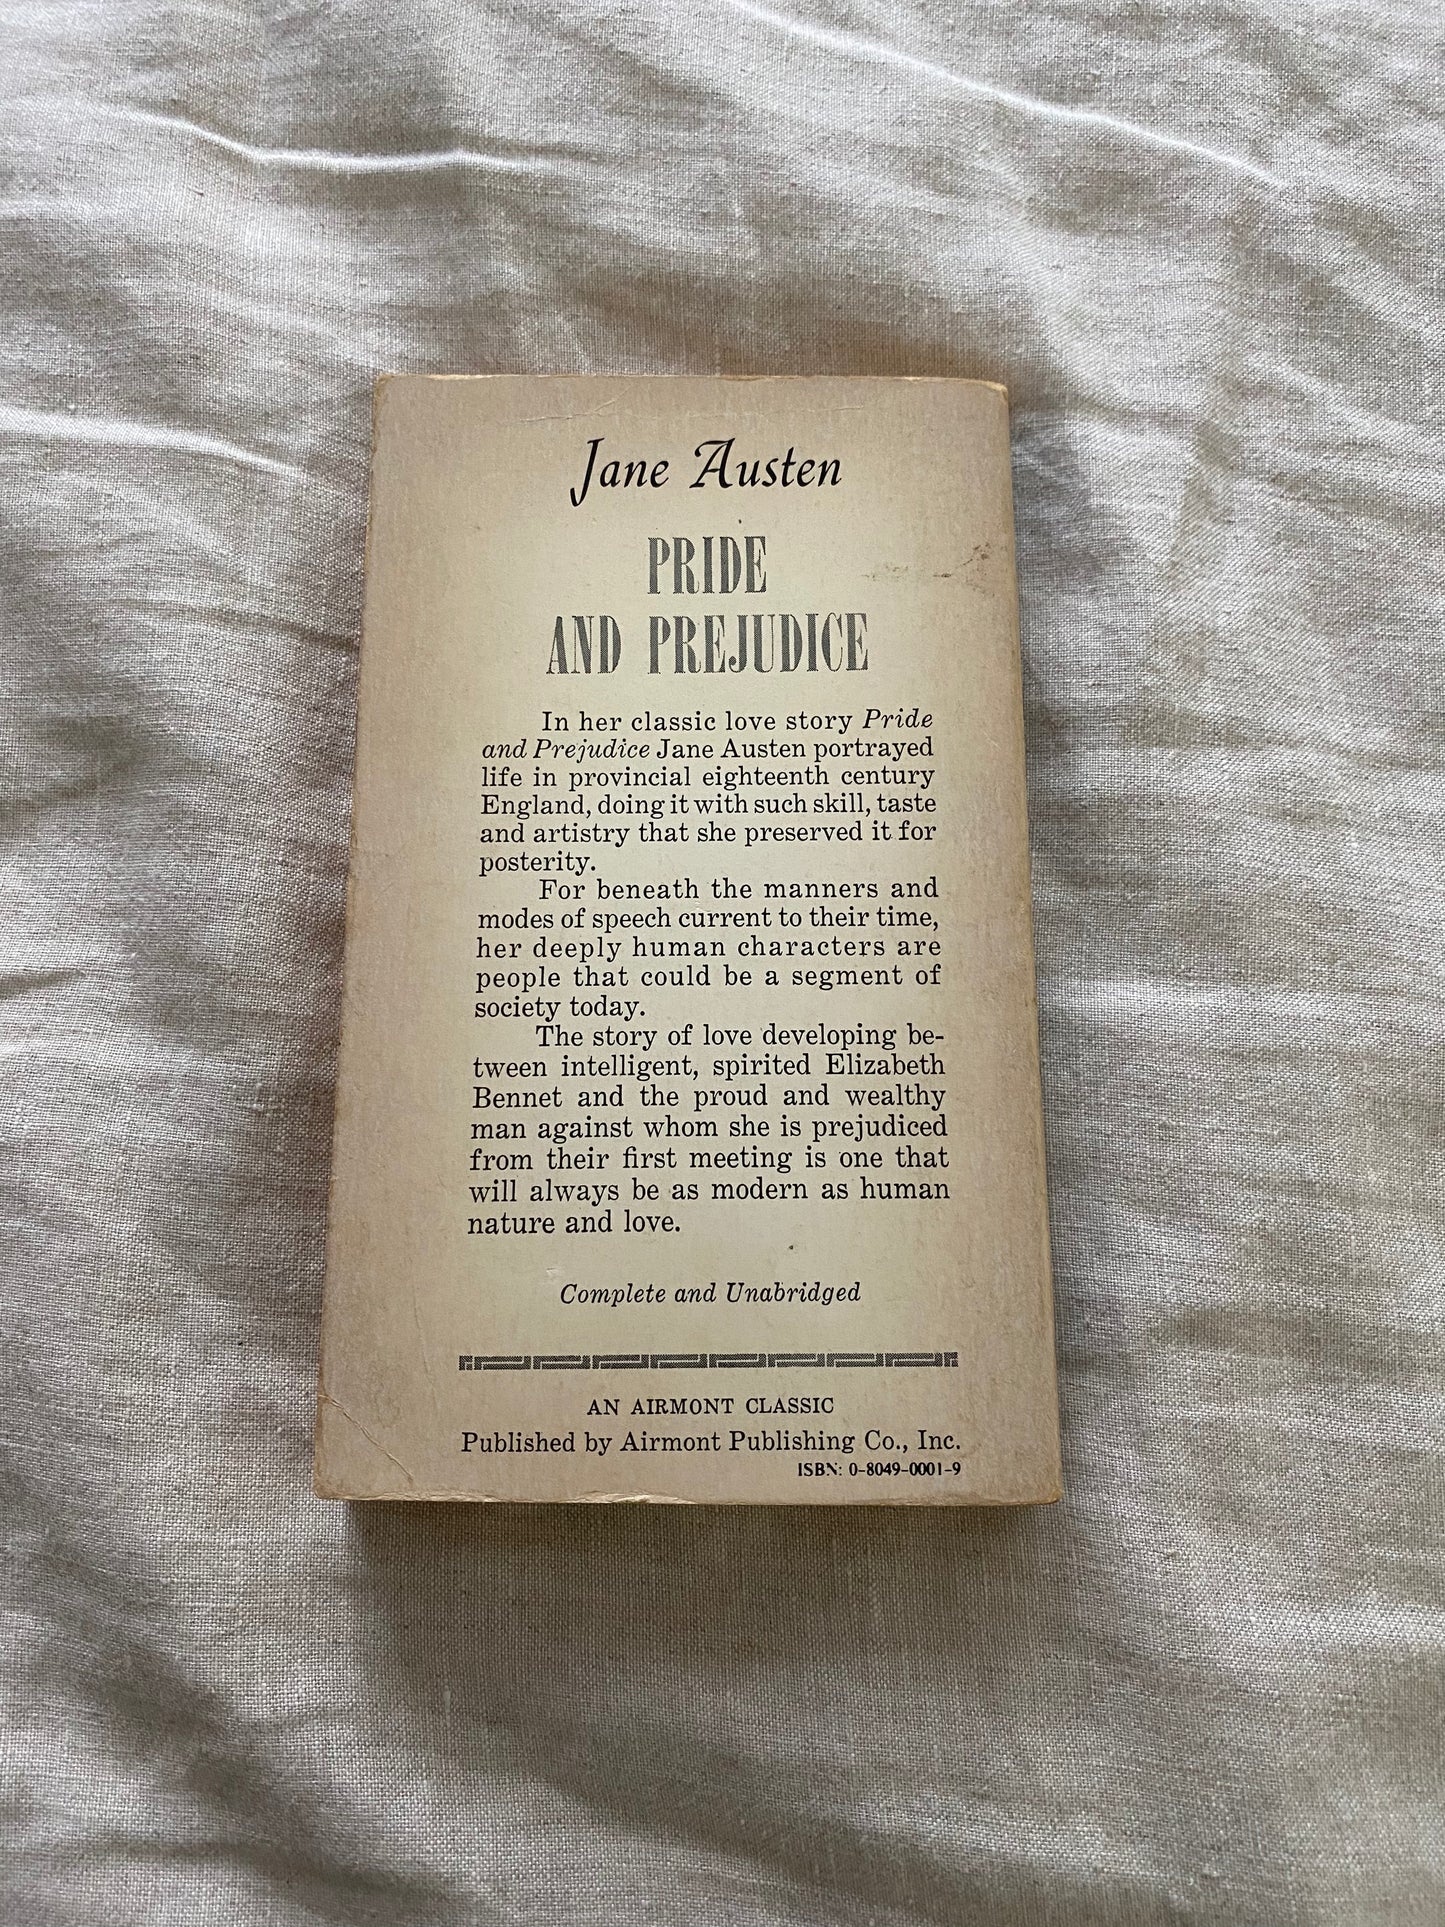 Jane Austen
PRIDE
AND PREJUDICE
In her classic love story Pride
and Prejudice Jane Austen portrayed
life in provincial eighteenth century
England, doing it with such skill, taste
and artistry that she preserved it for
posterity.
For beneath the manners and
modes of speech current to their time,
her deeply human characters are
people that could be a segment of
society today.
The story of love developing be-
tween intelligent, spirited Elizabeth
Bennet and the proud and wealthy
man against whom she is prejudiced
from their first meeting is one that
will always be as modern as human
nature and love.
Complete and Unabridged
AN AIRMONT CLASSIC
Published by Airmont Publishing Co., Inc.
ISBN: 0-8049-0001-9